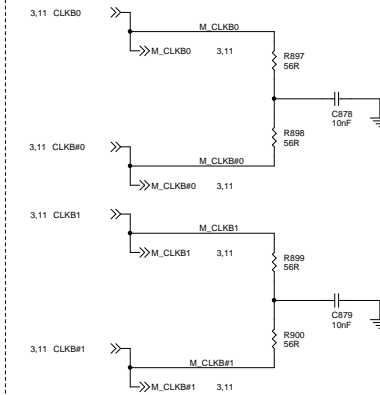 3,11 CLKB0
M_CLKB0
M_CLKB0 3,11
R897
56R
C878
10nF
R898
56R
3,11 CLKB#0
M_CLKB#0
M_CLKB#0 3,11
3,11 CLKB1
M_CLKB1
M_CLKB1 3,11
R899
56R
C879
10nF
R900
56R
3,11 CLKB#1
M_CLKB#1
M_CLKB#1 3,11